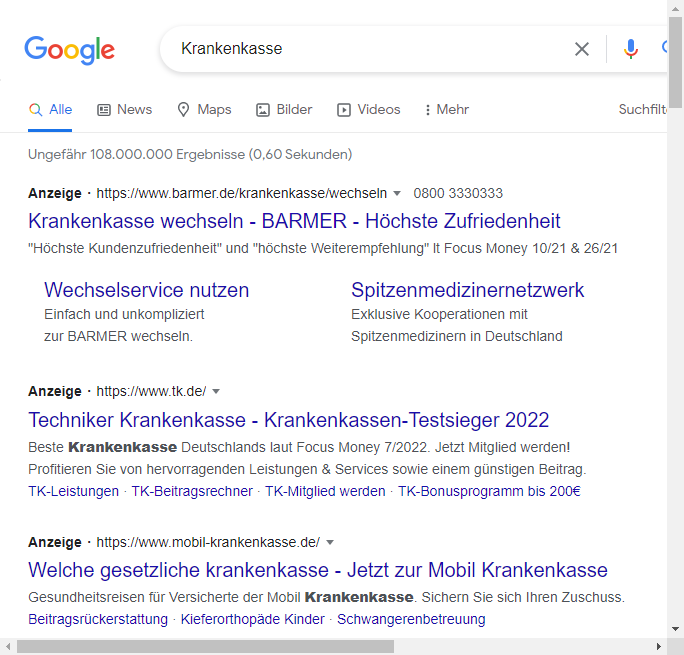 Google
Krankenkasse
Alle News Maps Bilder Videos Mehr Suchfilt
Ungefähr 108.000.000 Ergebnisse (0,60 Sekunden)
Anzeige · https://www.barmer.de/krankenkasse/wechseln 0800 3330333
Krankenkasse wechseln - BARMER - Höchste Zufriedenheit
"Höchste Kundenzufriedenheit" und "höchste Weiterempfehlung" lt Focus Money 10/21 & 26/21
Wechselservice nutzen
Einfach und unkompliziert
zur BARMER wechseln.
Spitzenmedizinernetzwerk
Exklusive Kooperationen mit
Spitzenmedizinern in Deutschland
Anzeige · https://www.tk.de/
Techniker Krankenkasse - Krankenkassen-Testsieger 2022
Beste Krankenkasse Deutschlands laut Focus Money 7/2022. Jetzt Mitglied werden!
Profitieren Sie von hervorragenden Leistungen & Services sowie einem günstigen Beitrag.
TK-Leistungen · TK-Beitragsrechner · TK-Mitglied werden · TK-Bonusprogramm bis 200€
Anzeige · https://www.mobil-krankenkasse.de/
Welche gesetzliche krankenkasse - Jetzt zur Mobil Krankenkasse
Gesundheitsreisen für Versicherte der Mobil Krankenkasse. Sichern Sie sich Ihren Zuschuss.
Beitragsrückerstattung · Kieferorthopäde Kinder · Schwangerenbetreuung